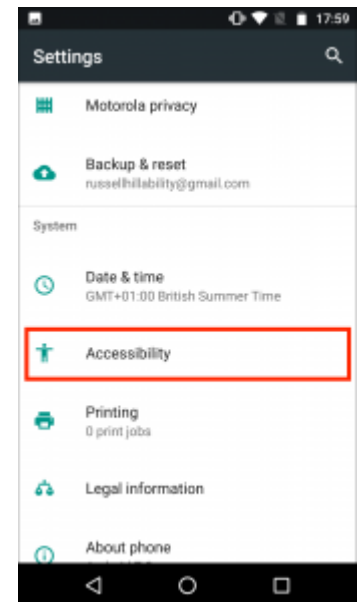 17:59
Settings
Motorola privacy
Backup & reset
russellhillability@gmail.com
System
Date & time
GMT+01:00 British Summer Time
Accessibility
Printing
0 print jobs
Legal information
About phone